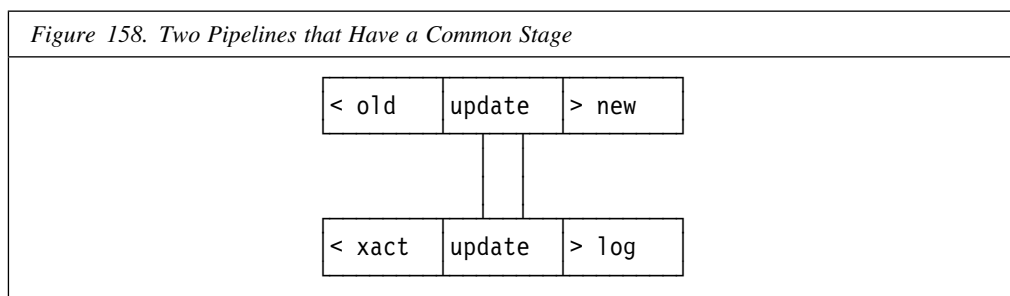 Figure 158. Two Pipelines that Have a Common Stage
< old update > new
< xact update > log